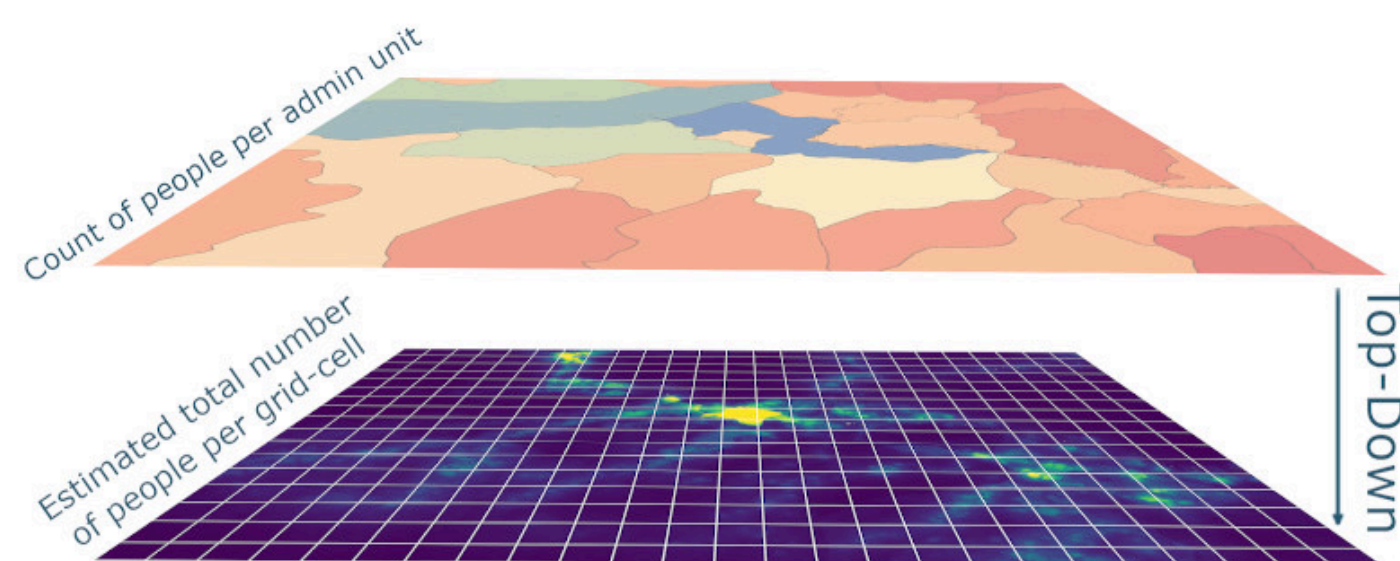 Count of people per admin unit
Estimated total number
of people per grid-cell
Top-Down